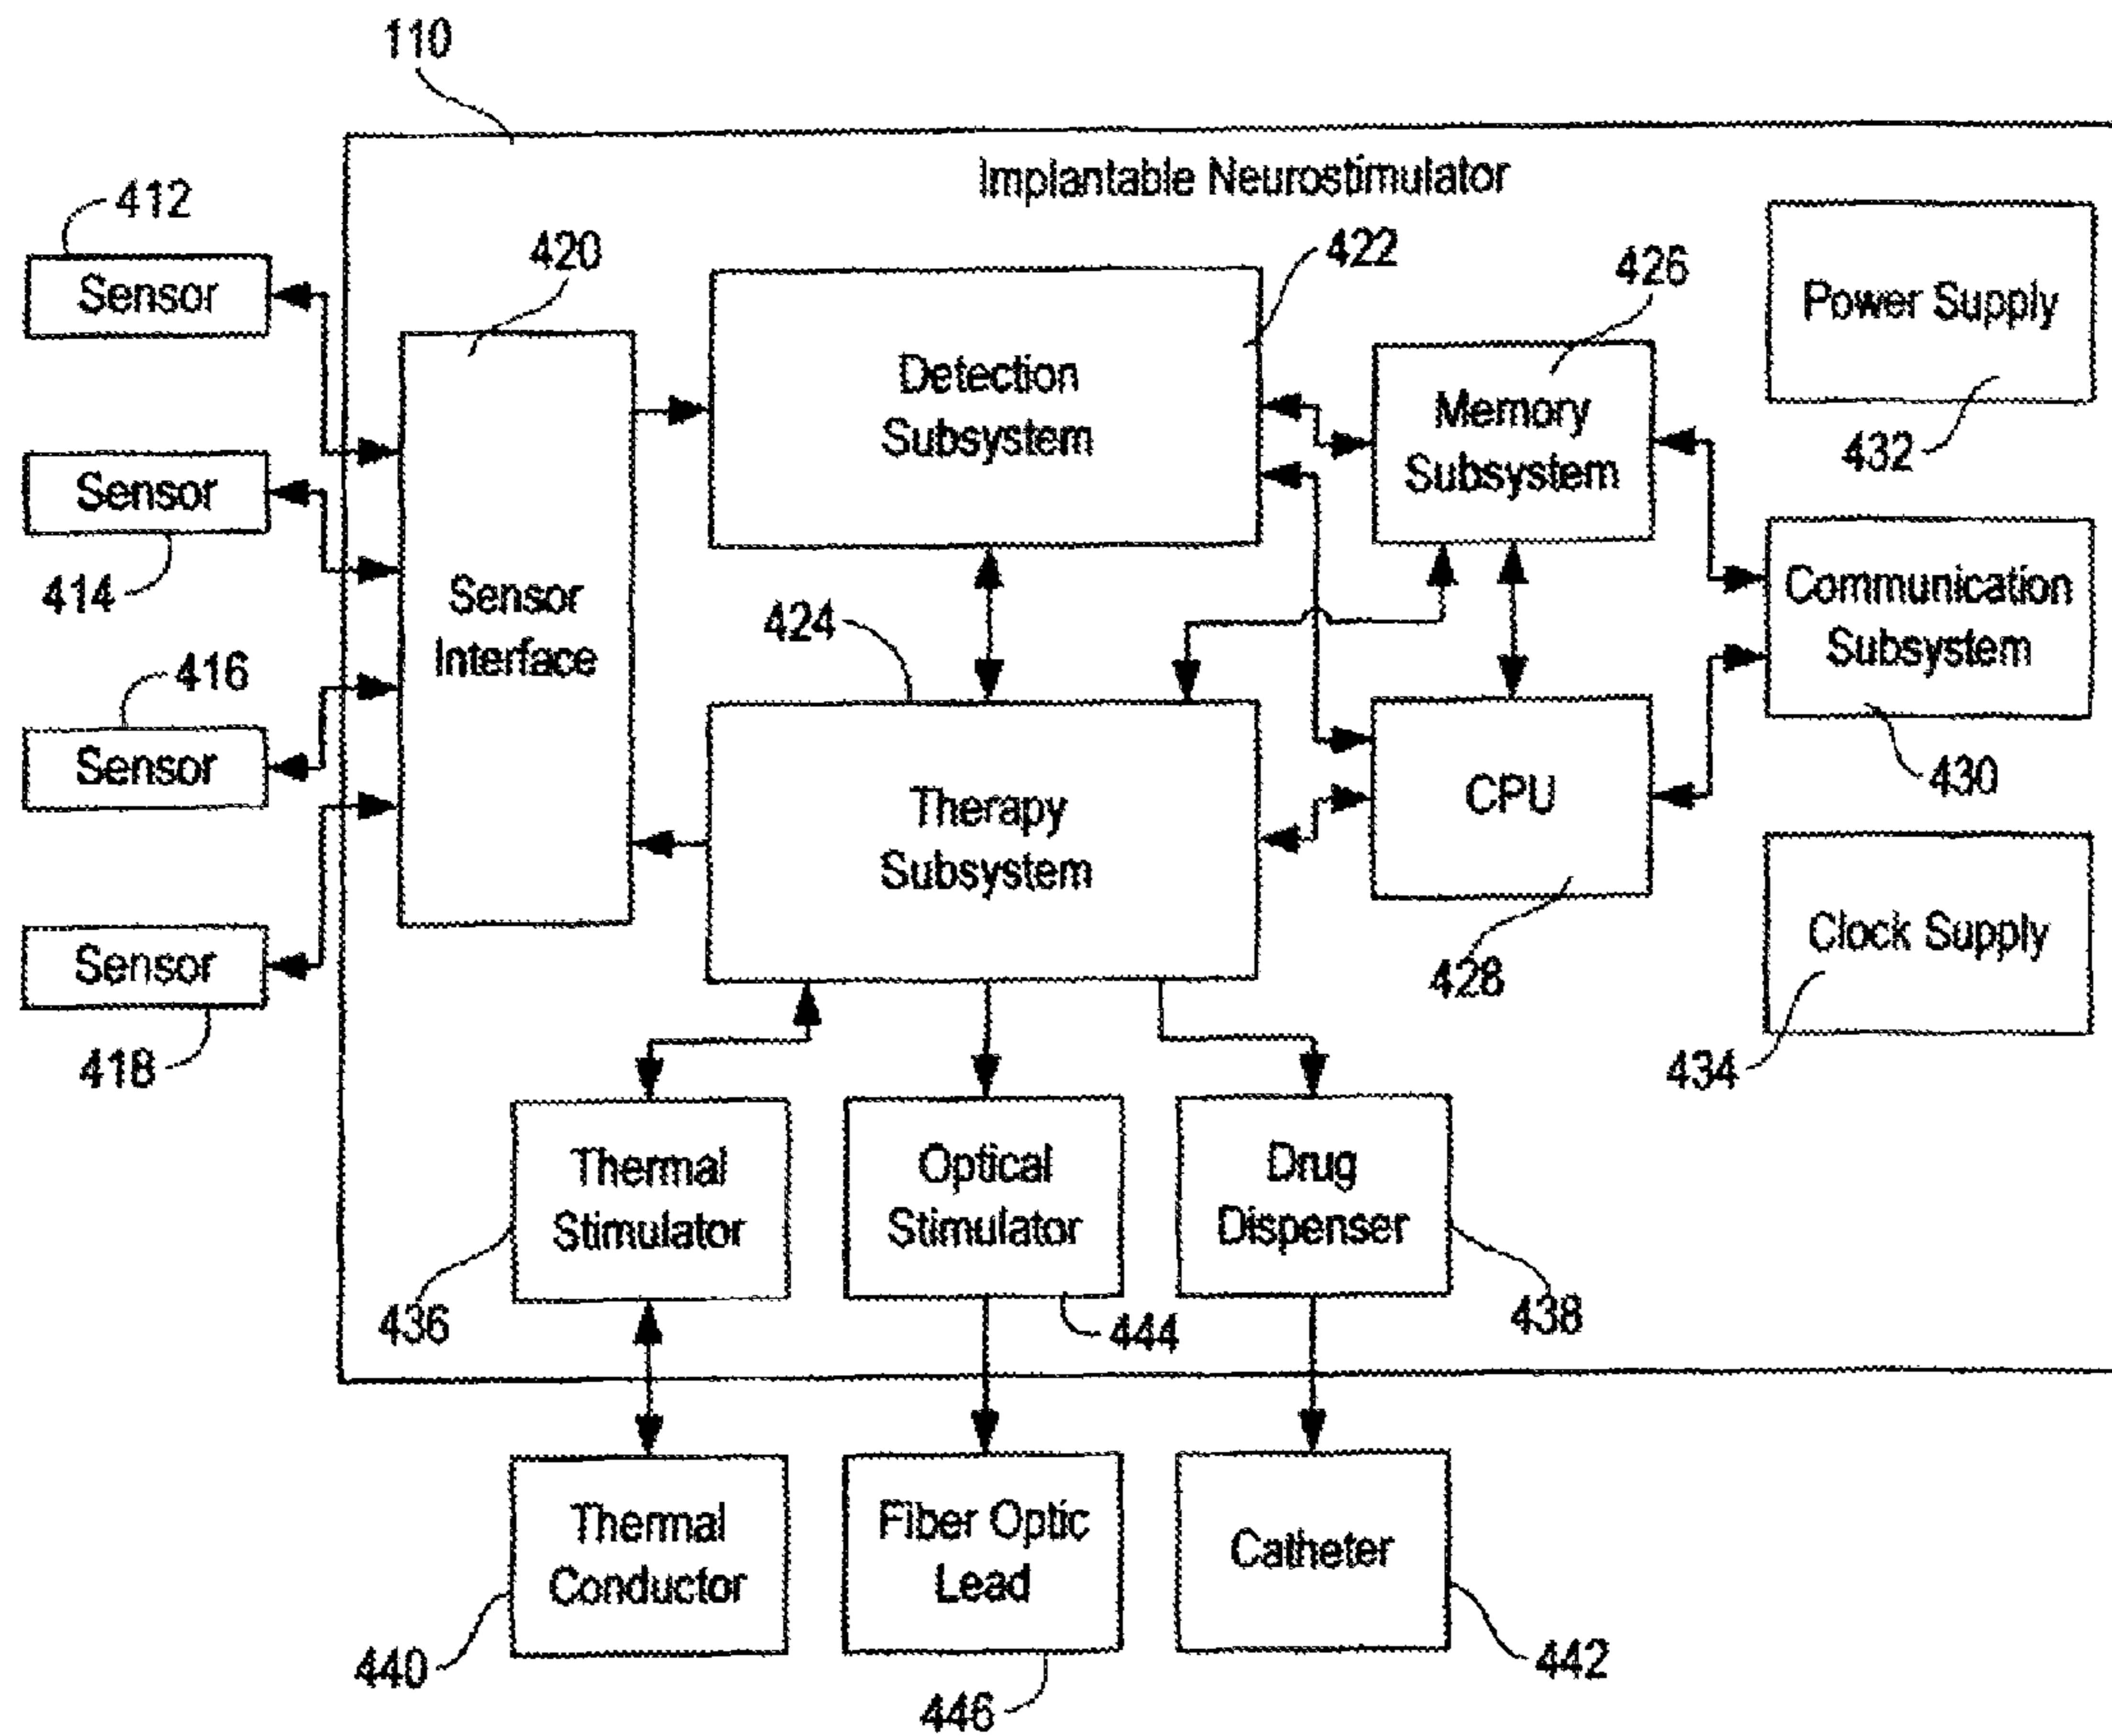 110
Implantable Neurostimulator
412
Sensor
414
Sensor
416
Sensor
418
Sensor
420
Sensor
Interface
422
Detection
Subsystem
424
Therapy
Subsystem
426
Memory
Subsystem
428
CPU
Power Supply
432
Communication
Subsystem
430
Clock Supply
434
Thermal
Stimulator
436
Optical
Stimulator
444
Drug
Dispenser
438
Thermal
Conductor
440
Fiber Optic
Lead
446
Catheter
442